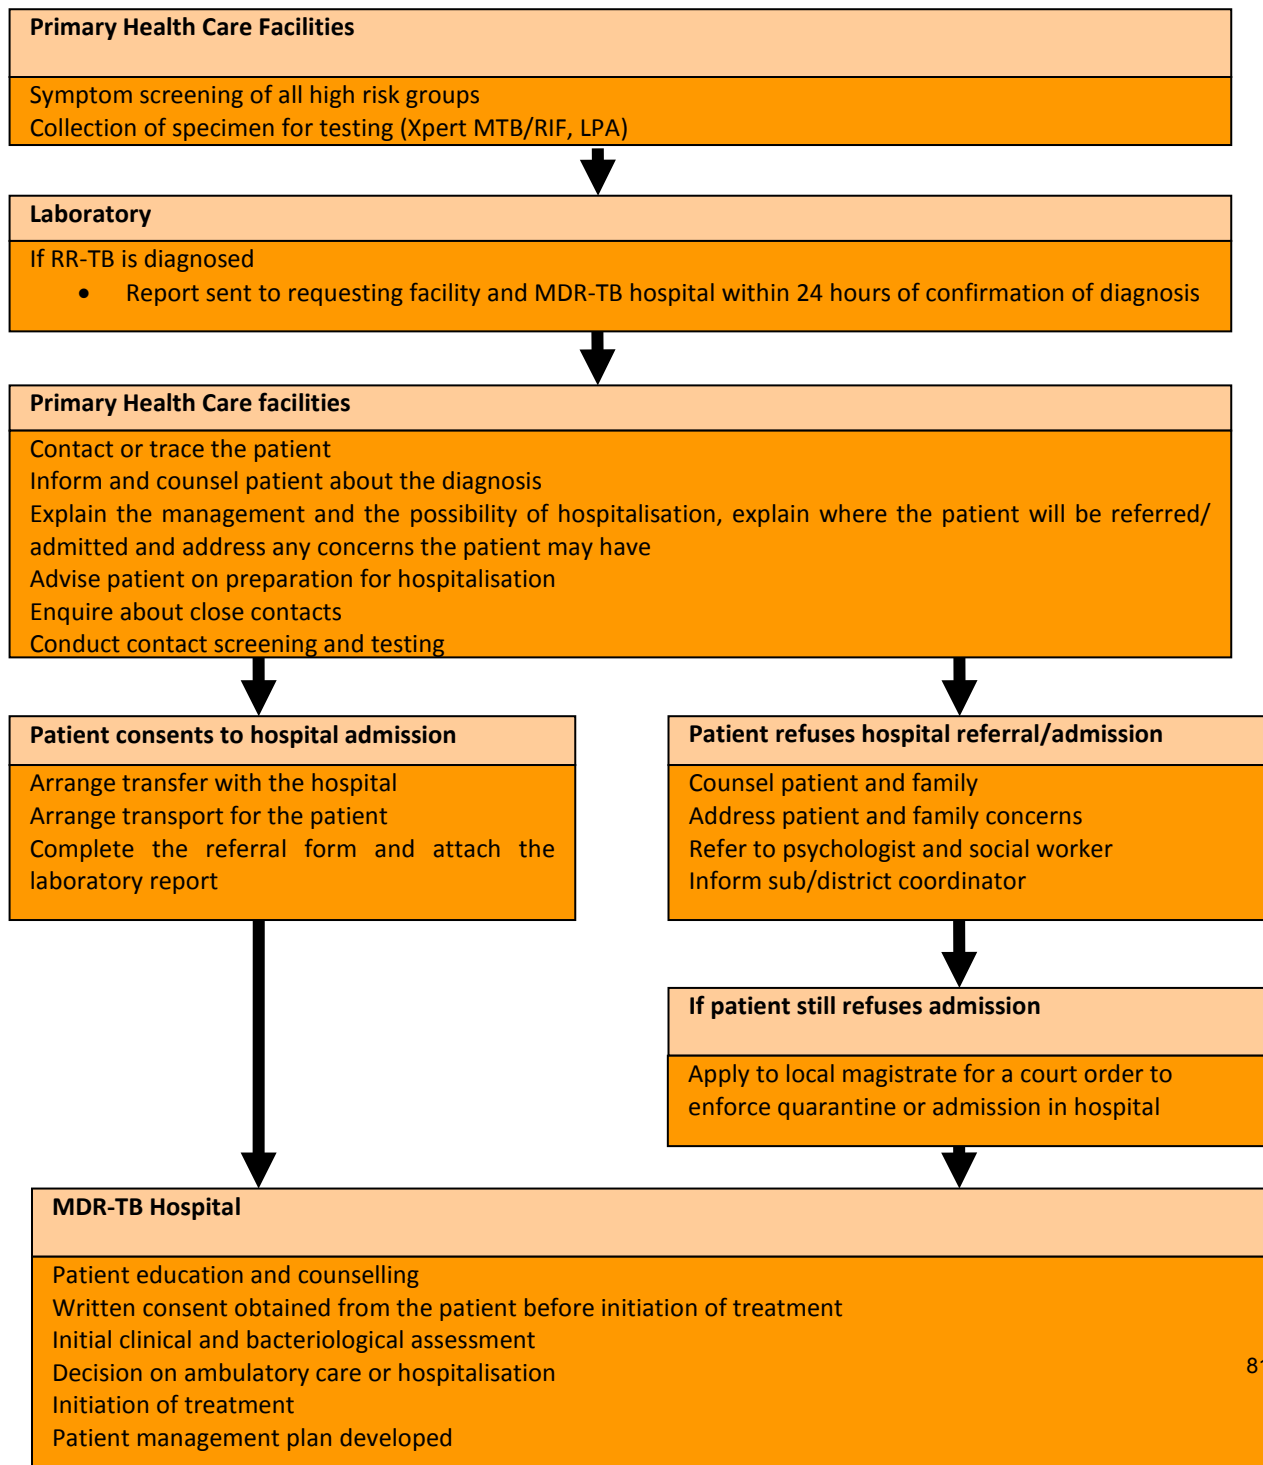 Primary Health Care Facilities
Symptom screening of all high risk groups
Collection of specimen for testing (Xpert MTB/RIF, LPA)
Laboratory
If RR-TB is diagnosed
• Report sent to requesting facility and MDR-TB hospital within 24 hours of confirmation of diagnosis
Primary Health Care facilities
Contact or trace the patient
Inform and counsel patient about the diagnosis
Explain the management and the possibility of hospitalisation, explain where the patient will be referred/
admitted and address any concerns the patient may have
Advise patient on preparation for hospitalisation
Enquire about close contacts
Conduct contact screening and testing
Patient consents to hospital admission
Arrange transfer with the hospital
Arrange transport for the patient
Complete the referral form and attach the
laboratory report
Patient refuses hospital referral/admission
Counsel patient and family
Address patient and family concerns
Refer to psychologist and social worker
Inform sub/district coordinator
If patient still refuses admission
Apply to local magistrate for a court order to
enforce quarantine or admission in hospital
MDR-TB Hospital
Patient education and counselling
Written consent obtained from the patient before initiation of treatment
Initial clinical and bacteriological assessment
Decision on ambulatory care or hospitalisation
Initiation of treatment
Patient management plan developed
81